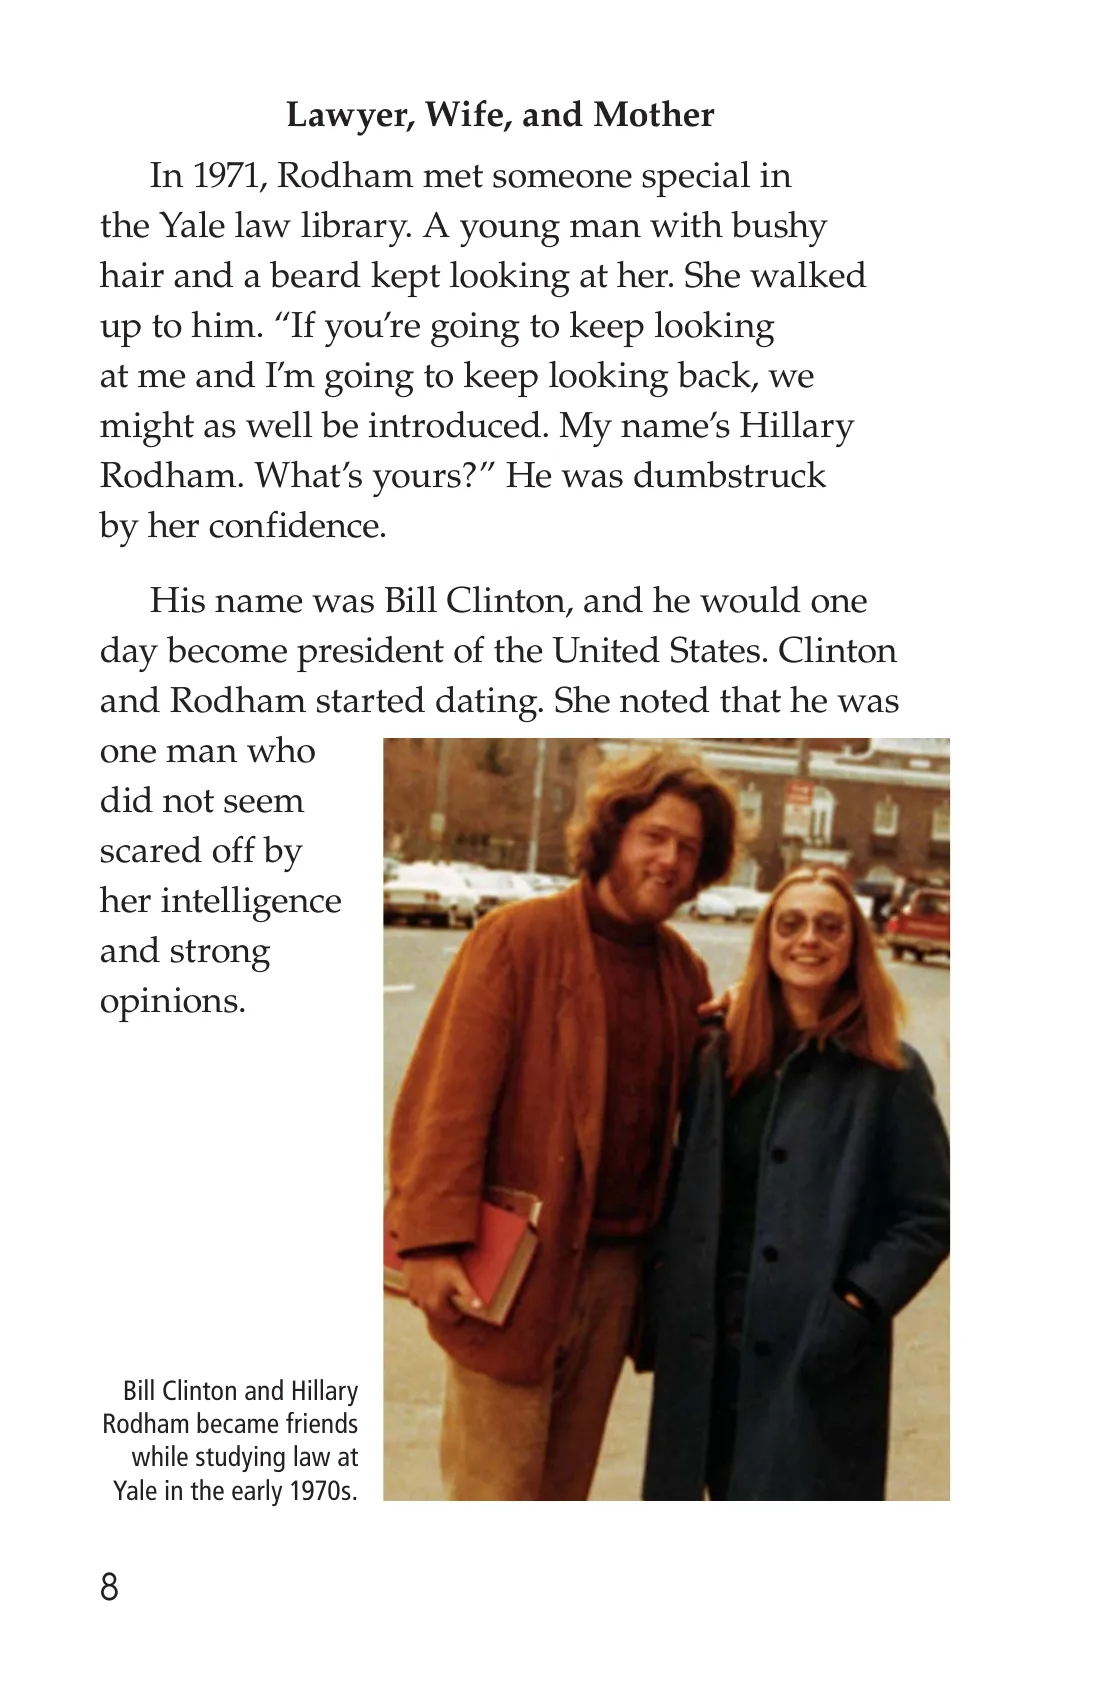 Lawyer, Wife, and Mother
In 1971, Rodham met someone special in
the Yale law library. A young man with bushy
hair and a beard kept looking at her. She walked
up to him. “If you’re going to keep looking
at me and I’m going to keep looking back, we
might as well be introduced. My name’s Hillary
Rodham. What’s yours?” He was dumbstruck
by her confidence.
His name was Bill Clinton, and he would one
day become president of the United States. Clinton
and Rodham started dating. She noted that he was
one man who
did not seem
scared off by
her intelligence
and strong
opinions.
Bill Clinton and Hillary
Rodham became friends
while studying law at
Yale in the early 1970s.
8